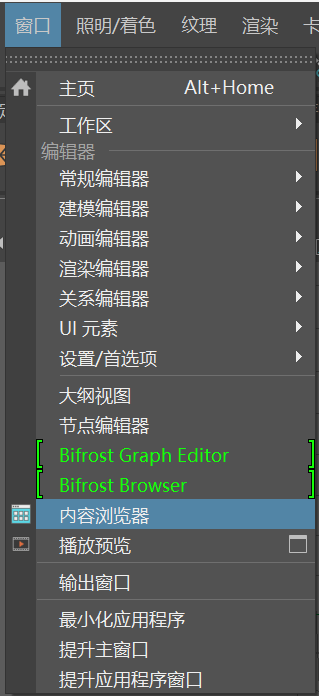 窗口 照明/着色 纹理 渲染 卡
主页 Alt+Home
工作区
编辑器
常规编辑器
建模编辑器
动画编辑器
渲染编辑器
关系编辑器
UI 元素
设置/首选项
大纲视图
节点编辑器
Bifrost Graph Editor
Bifrost Browser
内容浏览器
播放预览
输出窗口
最小化应用程序
提升主窗口
提升应用程序窗口